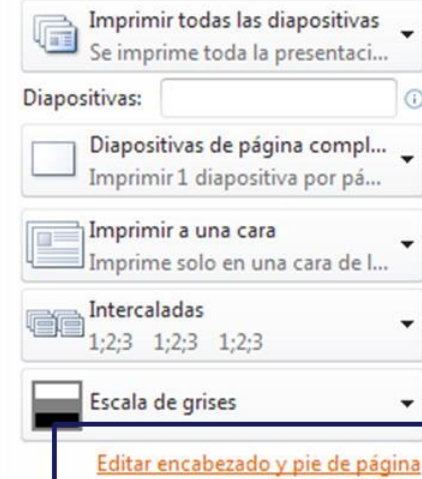 Imprimir todas las diapositivas
Se imprime toda la presentaci...
Diapositivas:
Diapositivas de página compl...
Imprimir 1 diapositiva por pá...
Imprimir a una cara
Imprime solo en una cara de l...
Intercaladas
1;2;3 1;2;3 1;2;3
Escala de grises
Editar encabezado y pie de página